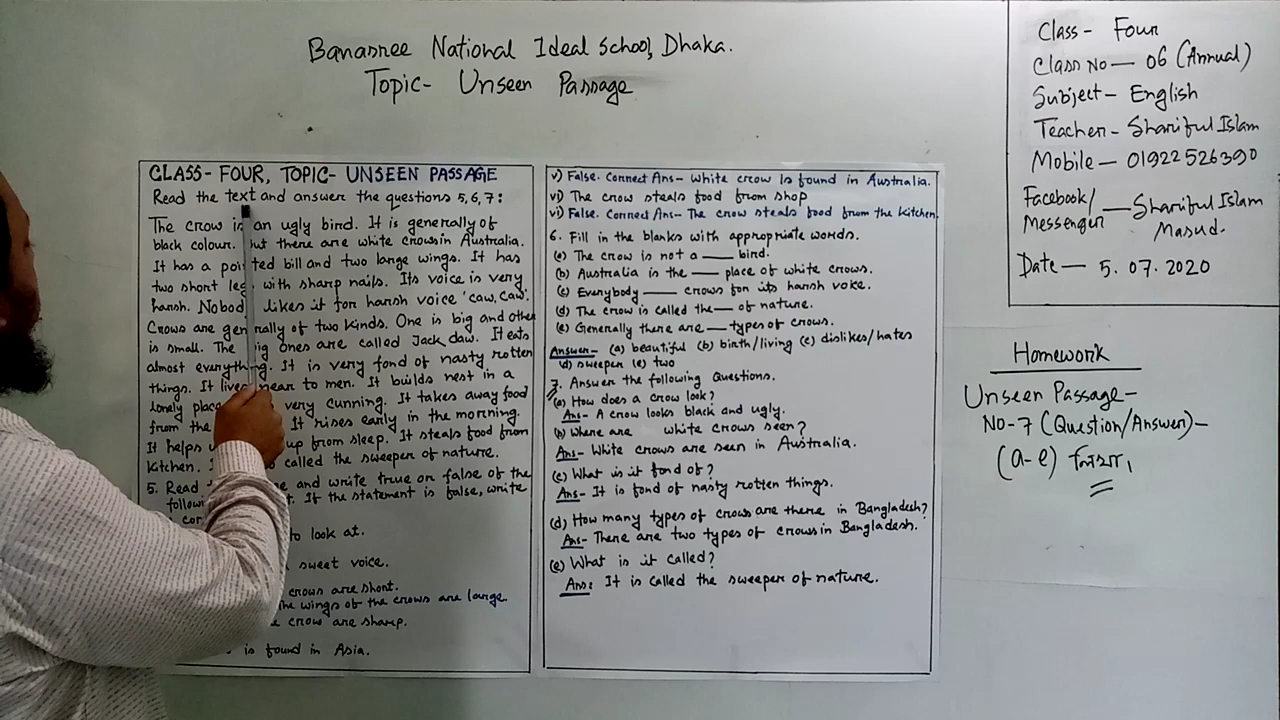 Banasree National Ideal School, Dhaka.
Topic- Unseen Passage
Class- Four
Class No — 06 (Annual)
Subject- English
Teacher- Shariful Islam
Mobile — 01922526390
Facebook/
Messenger — Shariful Islam
Masud.
Date — 5.07.2020
CLASS- FOUR, TOPIC- UNSEEN PASSAGE
Read the text and answer the questions 5, 6, 7:
The crow is an ugly bird. It is generally of
black colour. But there are white crows in Australia.
It has a pointed bill and two large wings. It has
two short legs with sharp nails. Its voice is very
harsh. Nobody likes it for harsh voice 'caw, caw.
Crows are generally of two kinds. One is big and other
is small. The big ones are called Jack daw. It eats
almost everything. It is very fond of nasty rotten
things. It lives near to men. It builds nest in a
lonely place very cunning. It takes away food
from the It rises early in the morning.
It helps up from sleep. It steals food from
kitchen. called the sweeper of nature.
5. Read and write true or false of the
If the statement is false, write
to look at.
sweet voice.
crows are short.
The wings of the crows are large.
crow are sharp.
is found in Asia.
v) False. Correct Ans- White crow is found in Australia.
vi) The crow steals food from shop
vi) False. Correct Ans- The crow steals food from the kitchen.
6. Fill in the blanks with appropriate words.
(a) The crow is not a ___ bird.
(b) Australia is the ___ place of white crows.
(c) Everybody ___ crows for its harsh voice.
(d) The crow is called the ___ of nature.
(e) Generally there are ___ types of crows.
Answer- (a) beautiful (b) birth/living (c) dislikes/hates
(d) sweeper (e) two
7. Answer the following Questions.
(a) How does a crow look?
Ans- A crow looks black and ugly.
(b) Where are white crows seen?
Ans- White crows are seen in Australia.
(c) What is it fond of?
Ans- It is fond of nasty rotten things.
(d) How many types of crows are there in Bangladesh?
Ans- There are two types of crows in Bangladesh.
(e) What is it called?
Ans: It is called the sweeper of nature.
Homework
Unseen Passage-
No-7 (Question/Answer)-
(a-e) লিখবে।